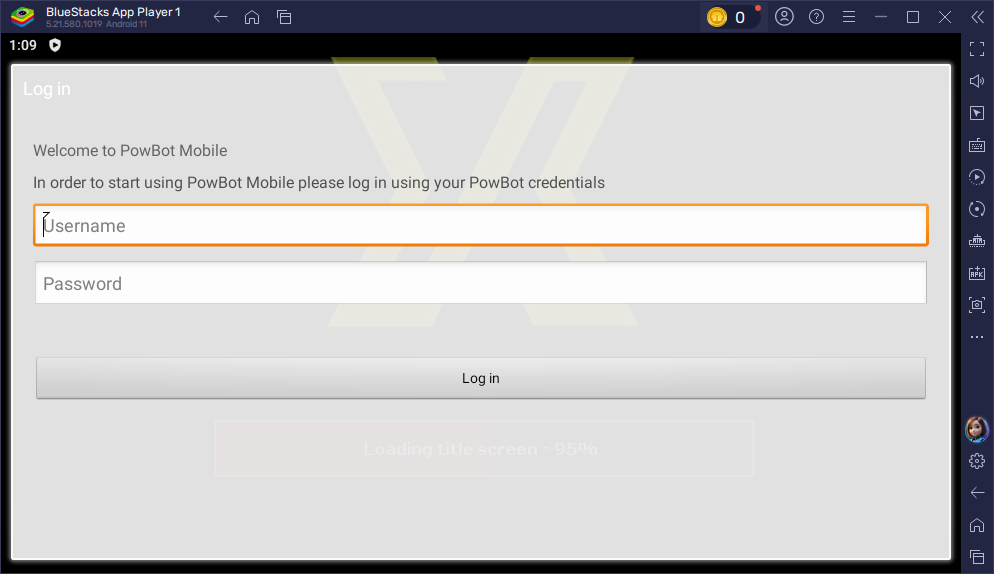 BlueStacks App Player 1
5.21.580.1019 Android 11
0
1:09
Log in
Welcome to PowBot Mobile
In order to start using PowBot Mobile please log in using your PowBot credentials
Username
Password
Log in
Loading title screen - 95%
APK